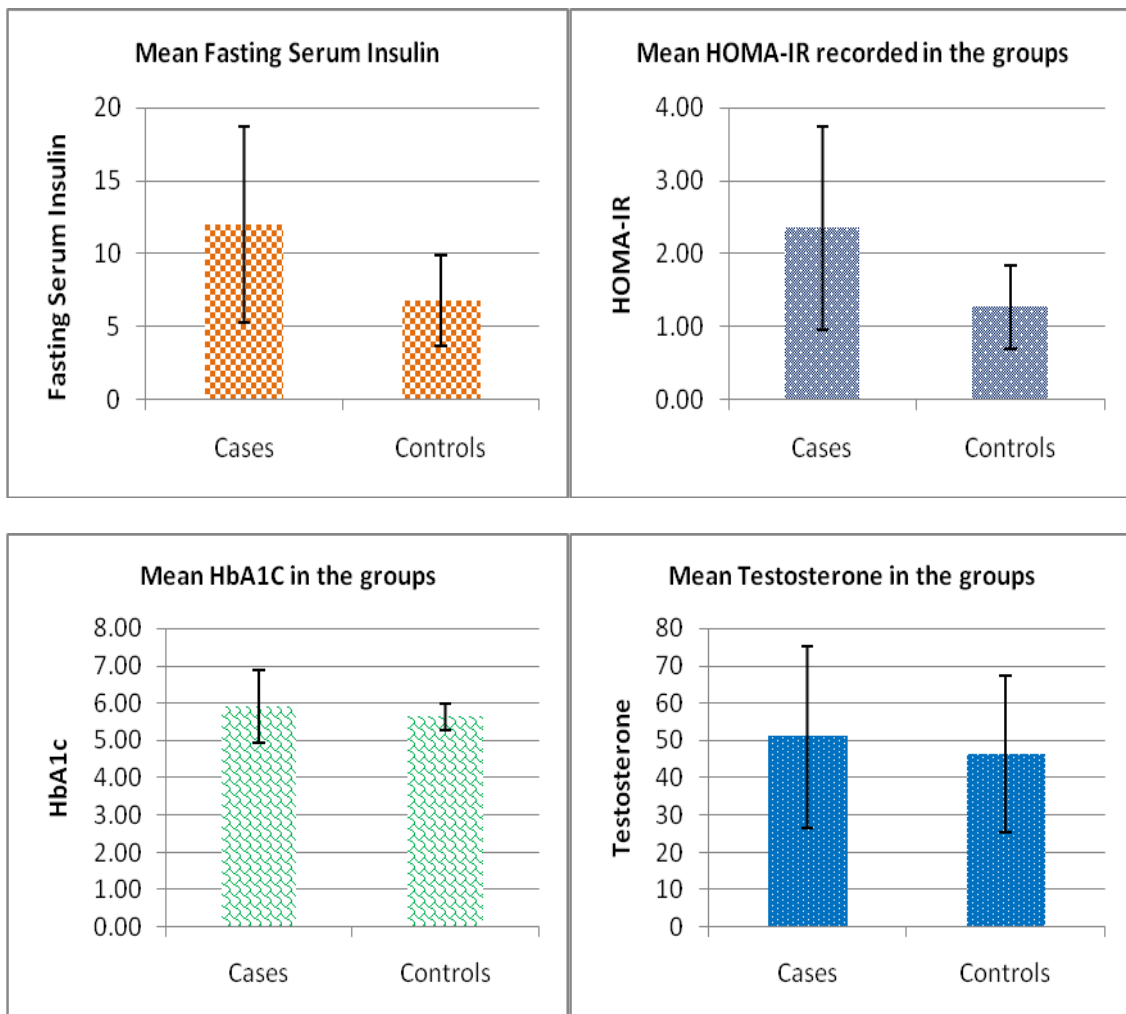 Mean Fasting Serum Insulin
Fasting Serum Insulin
20
15
10
5
0
Cases Controls
Mean HOMA-IR recorded in the groups
HOMA-IR
4.00
3.00
2.00
1.00
0.00
Cases Controls
Mean HbA1C in the groups
HbA1c
8.00
7.00
6.00
5.00
4.00
3.00
2.00
1.00
0.00
Cases Controls
Mean Testosterone in the groups
Testosterone
80
70
60
50
40
30
20
10
0
Cases Controls